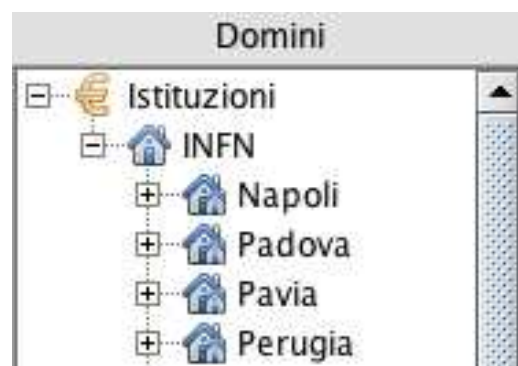 Domini
Istituzioni
INFN
Napoli
Padova
Pavia
Perugia